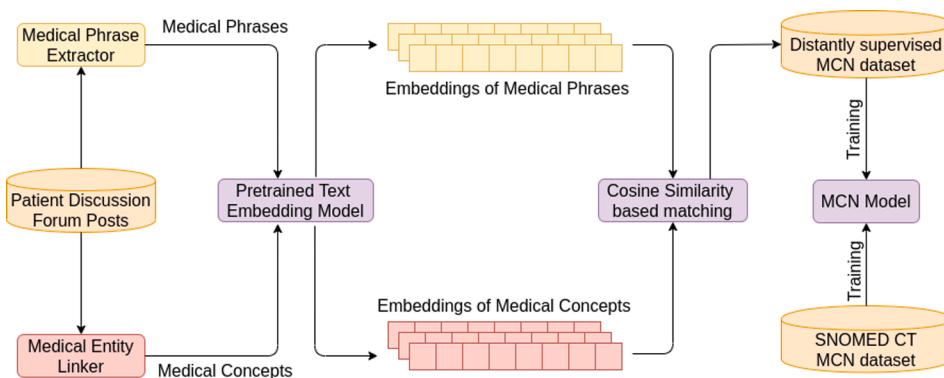 Medical Phrase
Extractor
Medical Phrases
Embeddings of Medical Phrases
Distantly supervised
MCN dataset
Training
Patient Discussion
Forum Posts
Pretrained Text
Embedding Model
Cosine Similarity
based matching
MCN Model
Training
Embeddings of Medical Concepts
Medical Entity
Linker
Medical Concepts
SNOMED CT
MCN dataset